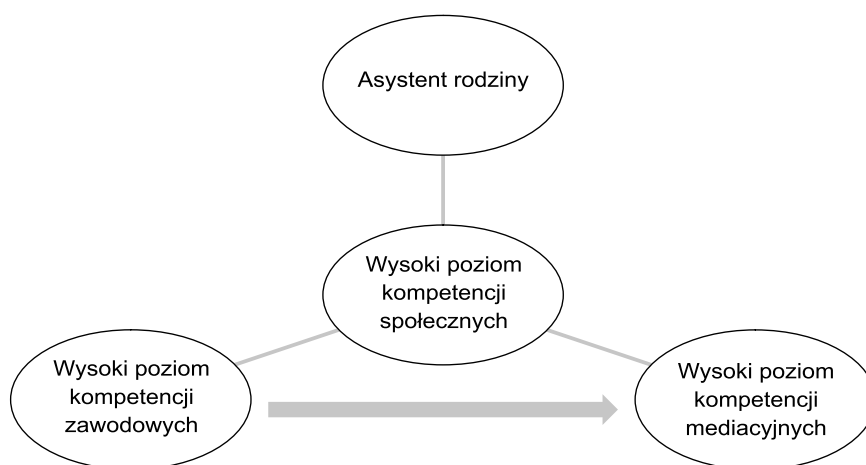 Asystent rodziny
Wysoki poziom
kompetencji
społecznych
Wysoki poziom
kompetencji
zawodowych
Wysoki poziom
kompetencji
mediacyjnych